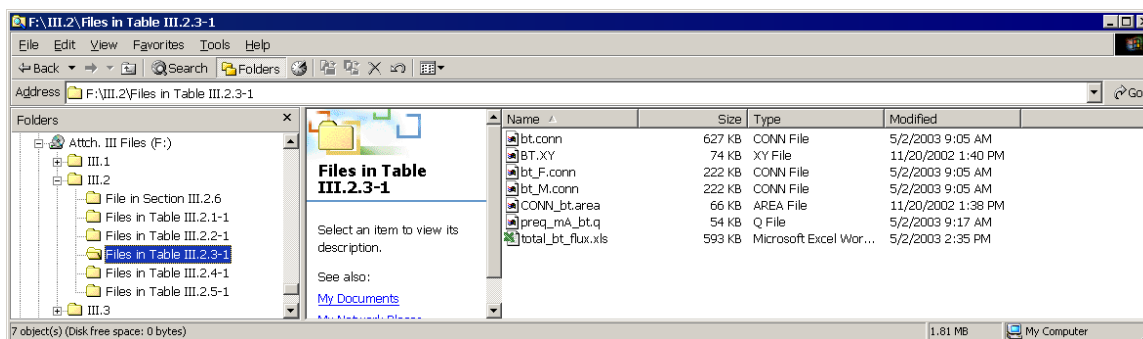 F:\III.2\Files in Table III.2.3-1
File Edit View Favorites Tools Help
Back Search Folders
Address F:\III.2\Files in Table III.2.3-1 Go
Folders x
Attch. III Files (F:)
III.1
III.2
File in Section III.2.6
Files in Table III.2.1-1
Files in Table III.2.2-1
Files in Table III.2.3-1
Files in Table III.2.4-1
Files in Table III.2.5-1
III.3
Files in Table
III.2.3-1
Select an item to view its
description.
See also:
My Documents
My Network Places
Name Size Type Modified
bt.conn 627 KB CONN File 5/2/2003 9:05 AM
BT.XY 74 KB XY File 11/20/2002 1:40 PM
bt_F.conn 222 KB CONN File 5/2/2003 9:05 AM
bt_M.conn 222 KB CONN File 5/2/2003 9:05 AM
CONN_bt.area 66 KB AREA File 11/20/2002 1:38 PM
preq_mA_bt.q 54 KB Q File 5/2/2003 9:17 AM
total_bt_flux.xls 593 KB Microsoft Excel Wor... 5/2/2003 2:35 PM
7 object(s) (Disk free space: 0 bytes) 1.81 MB My Computer